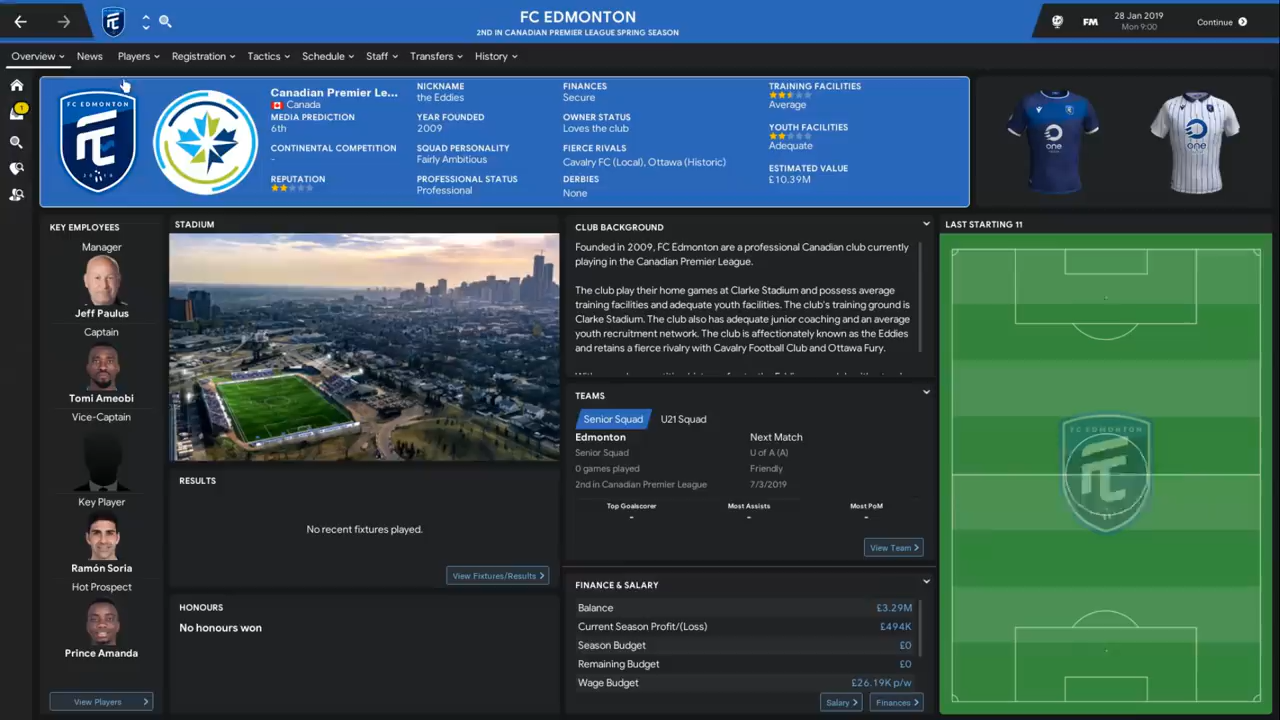 FC EDMONTON
2ND IN CANADIAN PREMIER LEAGUE SPRING SEASON
FM
28 Jan 2019
Mon 9:00
Continue
Overview
News
Players
Registration
Tactics
Schedule
Staff
Transfers
History
1
FC EDMONTON
Canadian Premier Le...
Canada
MEDIA PREDICTION
6th
CONTINENTAL COMPETITION
-
REPUTATION
NICKNAME
the Eddies
YEAR FOUNDED
2009
SQUAD PERSONALITY
Fairly Ambitious
PROFESSIONAL STATUS
Professional
FINANCES
Secure
OWNER STATUS
Loves the club
FIERCE RIVALS
Cavalry FC (Local), Ottawa (Historic)
DERBIES
None
TRAINING FACILITIES
Average
YOUTH FACILITIES
Adequate
ESTIMATED VALUE
£10.39M
one
one
KEY EMPLOYEES
Manager
Jeff Paulus
Captain
Tomi Ameobi
Vice-Captain
Key Player
Ramón Soria
Hot Prospect
Prince Amanda
View Players
STADIUM
RESULTS
No recent fixtures played.
View Fixtures/Results
HONOURS
No honours won
CLUB BACKGROUND
Founded in 2009, FC Edmonton are a professional Canadian club currently
playing in the Canadian Premier League.
The club play their home games at Clarke Stadium and possess average
training facilities and adequate youth facilities. The club's training ground is
Clarke Stadium. The club also has adequate junior coaching and an average
youth recruitment network. The club is affectionately known as the Eddies
and retains a fierce rivalry with Cavalry Football Club and Ottawa Fury.
TEAMS
Senior Squad
U21 Squad
Edmonton
Senior Squad
0 games played
2nd in Canadian Premier League
Next Match
U of A (A)
Friendly
7/3/2019
Top Goalscorer
-
Most Assists
-
Most PoM
-
View Team
FINANCE & SALARY
Balance £3.29M
Current Season Profit/(Loss) £494K
Season Budget £0
Remaining Budget £0
Wage Budget £26.19K p/w
Salary
Finances
LAST STARTING 11
FC EDMONTON